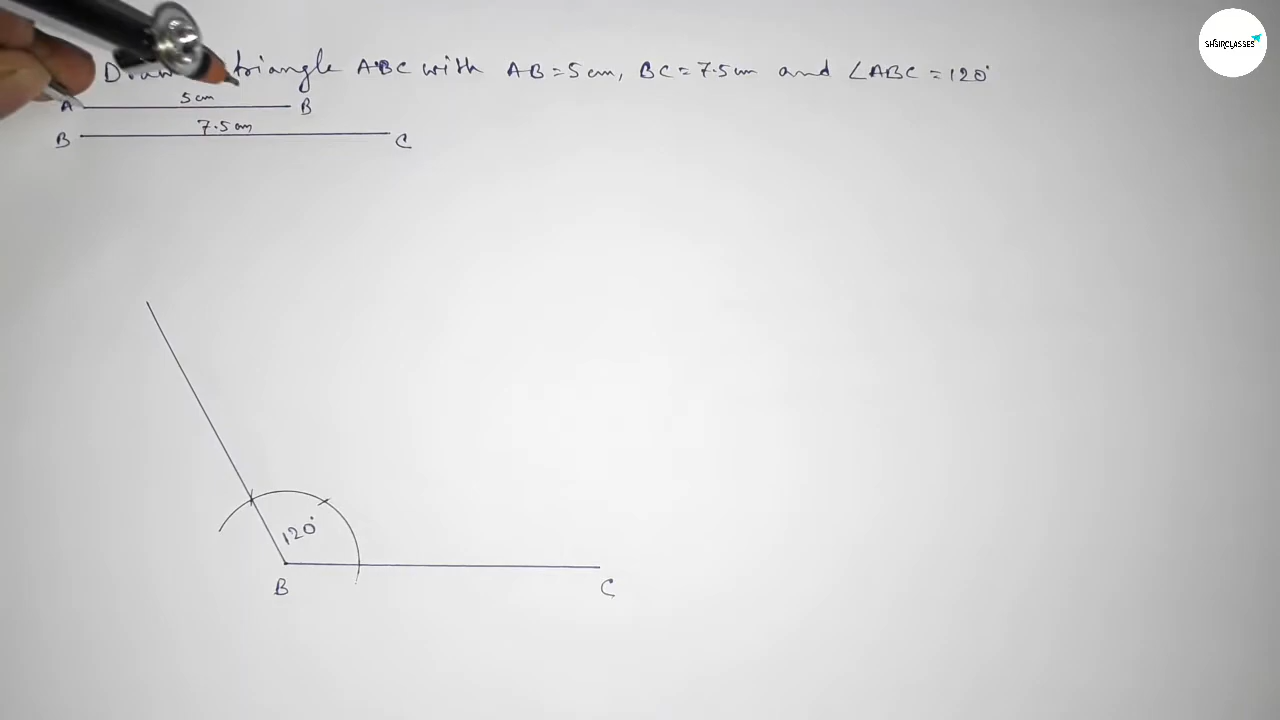 Draw triangle ABC with AB = 5 cm, BC = 7.5 cm and ∠ABC = 120°
SHSIRCLASSES
A 5 cm B
B 7.5 cm C
120°
B C